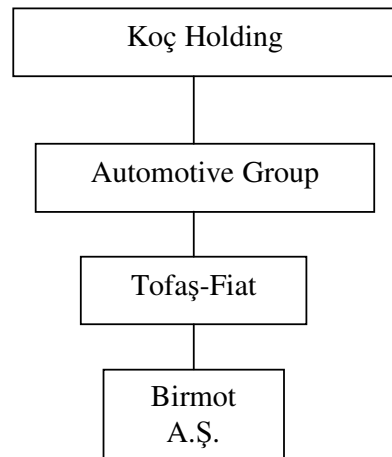 Koç Holding
Automotive Group
Tofaş-Fiat
Birmot
A.Ş.